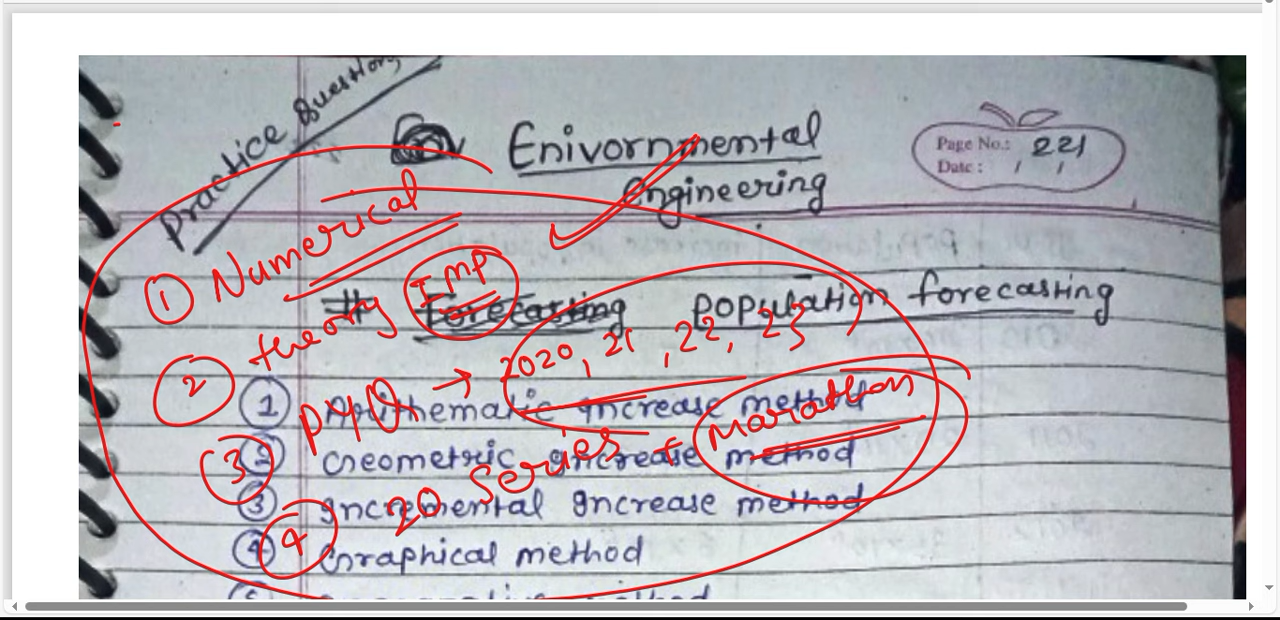 Practice Questions
Enivornmental
Engineering
Page No.: 221
Date: / /
① Numerical
② theory Imp
# forecasting population forecasting
③ PYQ → 2020, 21, 22, 23
④ 20 series + Marathon
① Arithematic increase method
② Geometric increase method
③ incremental increase method
④ Graphical method